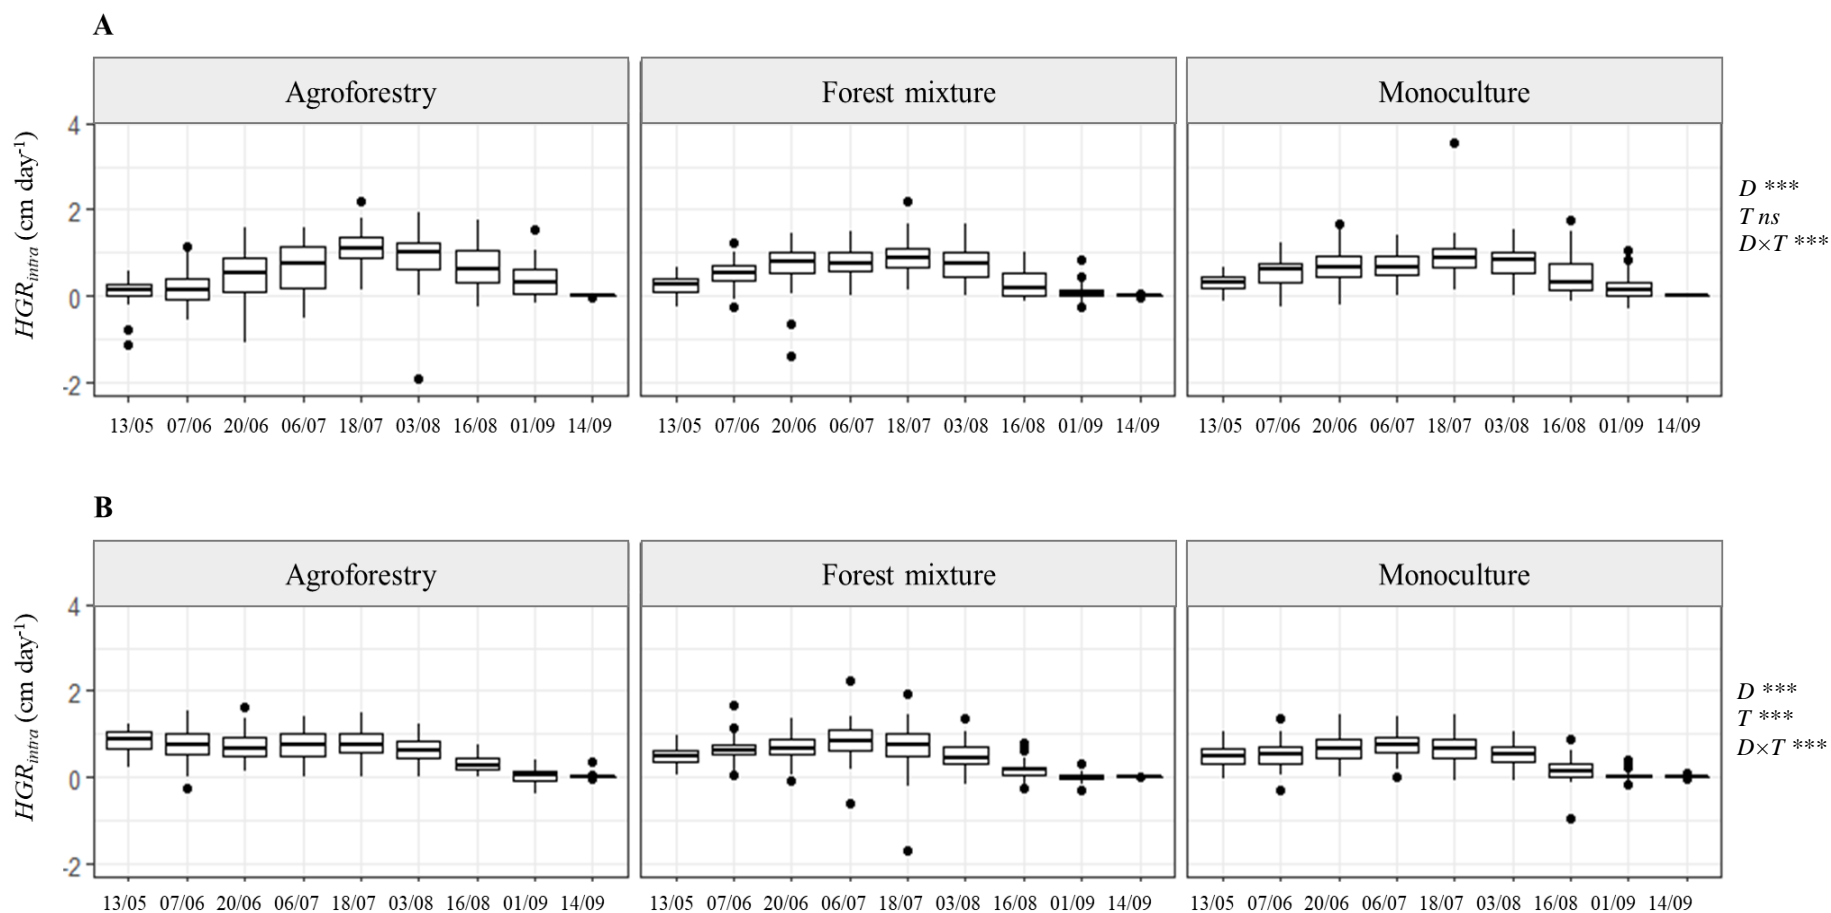 A
Agroforestry Forest mixture Monoculture
HGR_intra (cm day⁻¹)
4
2
0
-2
D ***
T ns
D×T ***
13/05 07/06 20/06 06/07 18/07 03/08 16/08 01/09 14/09 13/05 07/06 20/06 06/07 18/07 03/08 16/08 01/09 14/09 13/05 07/06 20/06 06/07 18/07 03/08 16/08 01/09 14/09
B
Agroforestry Forest mixture Monoculture
HGR_intra (cm day⁻¹)
4
2
0
-2
D ***
T ***
D×T ***
13/05 07/06 20/06 06/07 18/07 03/08 16/08 01/09 14/09 13/05 07/06 20/06 06/07 18/07 03/08 16/08 01/09 14/09 13/05 07/06 20/06 06/07 18/07 03/08 16/08 01/09 14/09